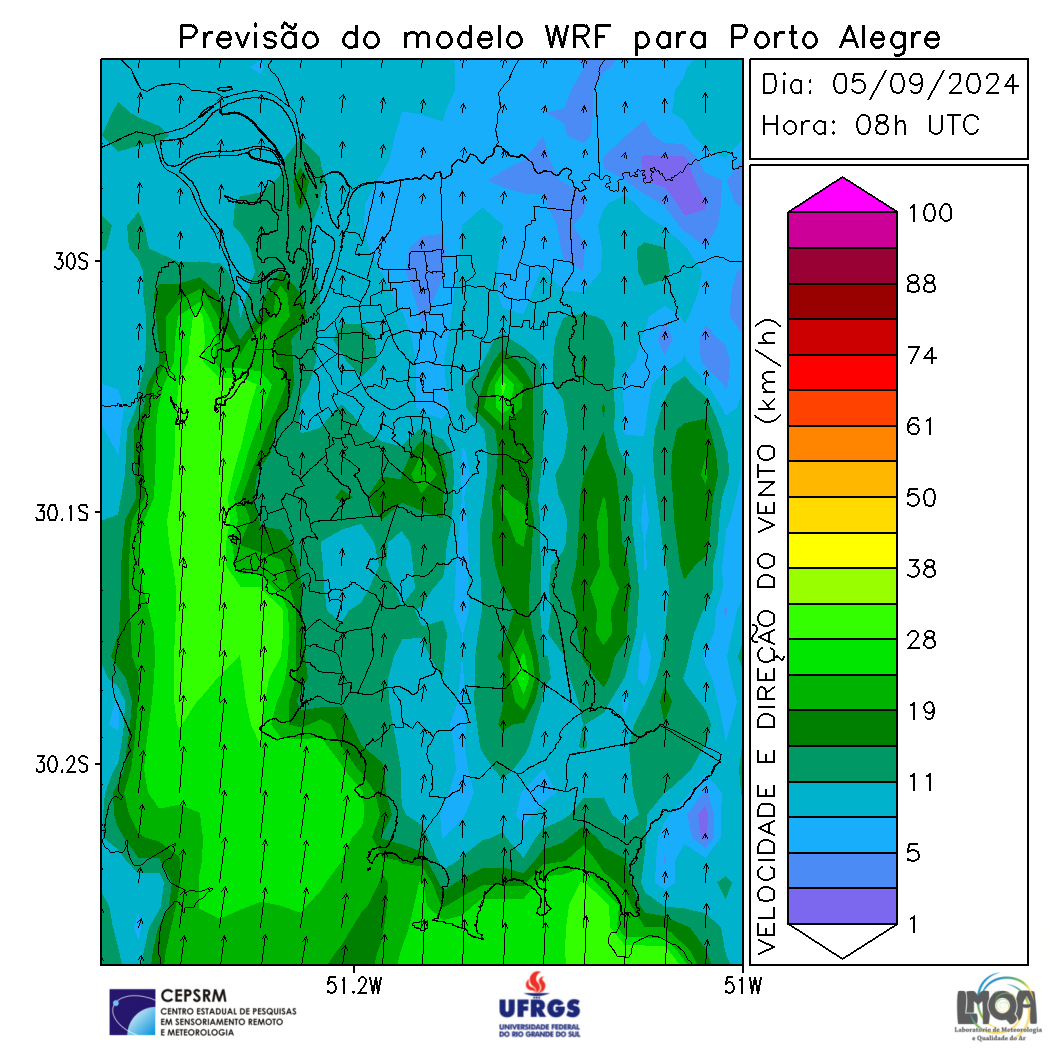 Previsão do modelo WRF para Porto Alegre
Dia: 05/09/2024
Hora: 08h UTC
30S
30.1S
30.2S
51.2W
51W
VELOCIDADE E DIREÇÃO DO VENTO (km/h)
100
88
74
61
50
38
28
19
11
5
1
CEPSRM
CENTRO ESTADUAL DE PESQUISAS
EM SENSORIAMENTO REMOTO
E METEOROLOGIA
UFRGS
UNIVERSIDADE FEDERAL
DO RIO GRANDE DO SUL
LMQA
Laboratório de Meteorologia
e Qualidade do Ar